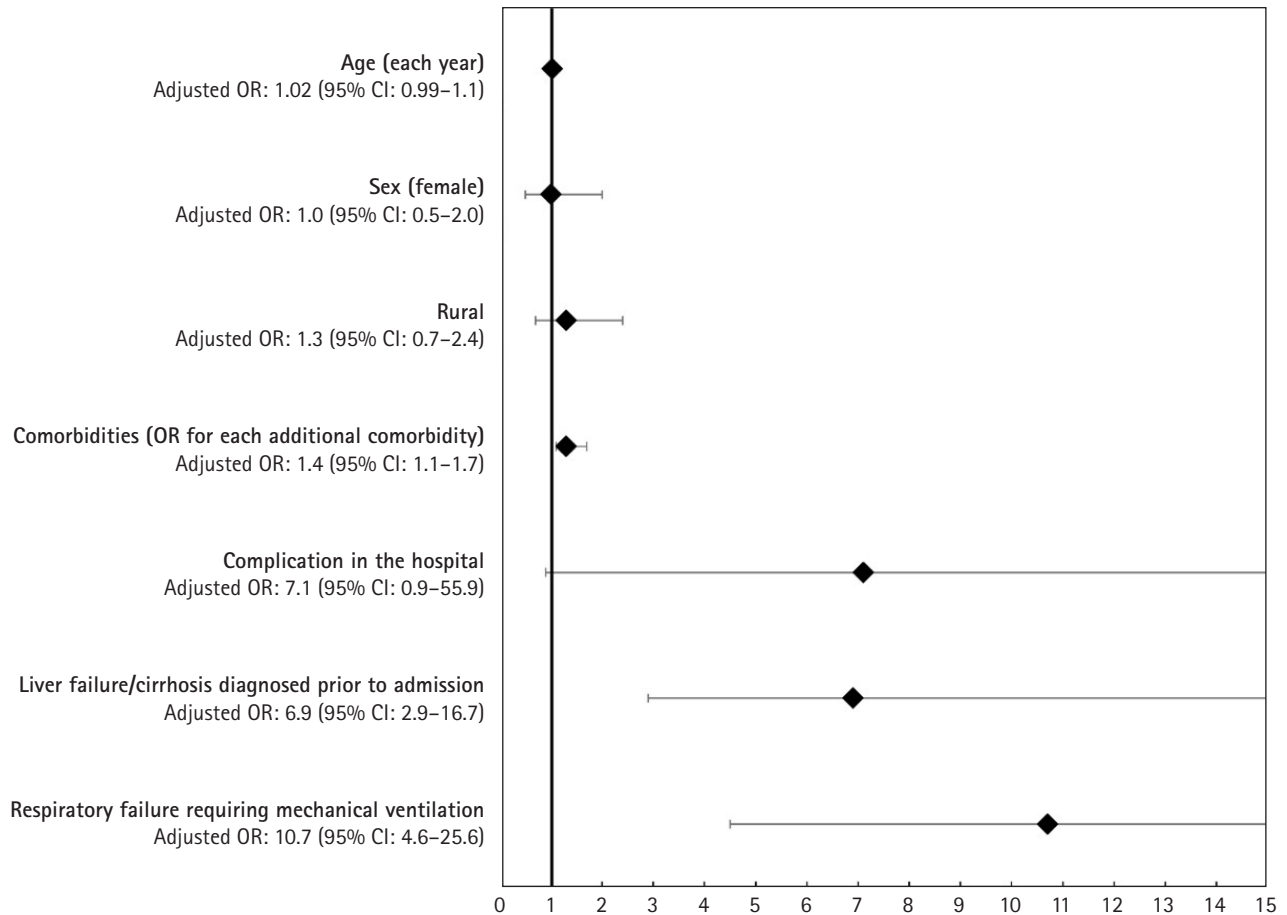 Age (each year)
Adjusted OR: 1.02 (95% CI: 0.99–1.1)
Sex (female)
Adjusted OR: 1.0 (95% CI: 0.5–2.0)
Rural
Adjusted OR: 1.3 (95% CI: 0.7–2.4)
Comorbidities (OR for each additional comorbidity)
Adjusted OR: 1.4 (95% CI: 1.1–1.7)
Complication in the hospital
Adjusted OR: 7.1 (95% CI: 0.9–55.9)
Liver failure/cirrhosis diagnosed prior to admission
Adjusted OR: 6.9 (95% CI: 2.9–16.7)
Respiratory failure requiring mechanical ventilation
Adjusted OR: 10.7 (95% CI: 4.6–25.6)
0 1 2 3 4 5 6 7 8 9 10 11 12 13 14 15